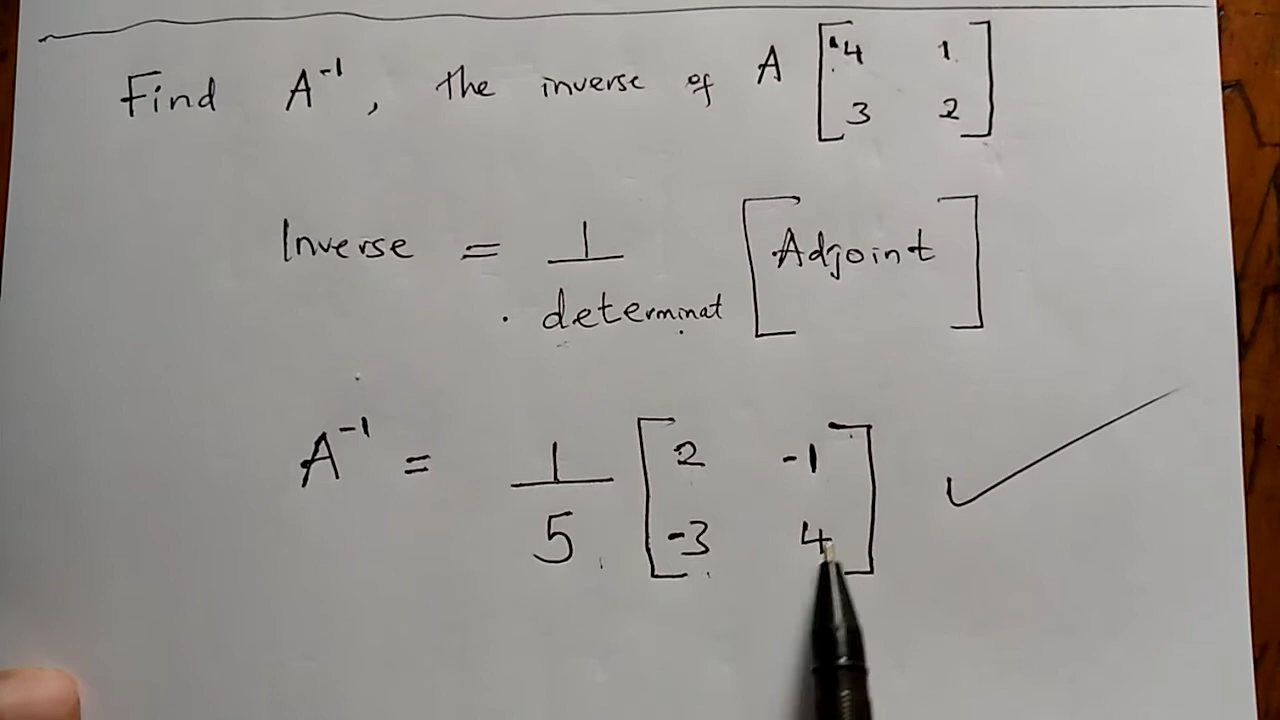 Find A⁻¹, the inverse of A [4 1
3 2]
Inverse = 1/determinat [Adjoint]
A⁻¹ = 1/5 [2 -1
-3 4]